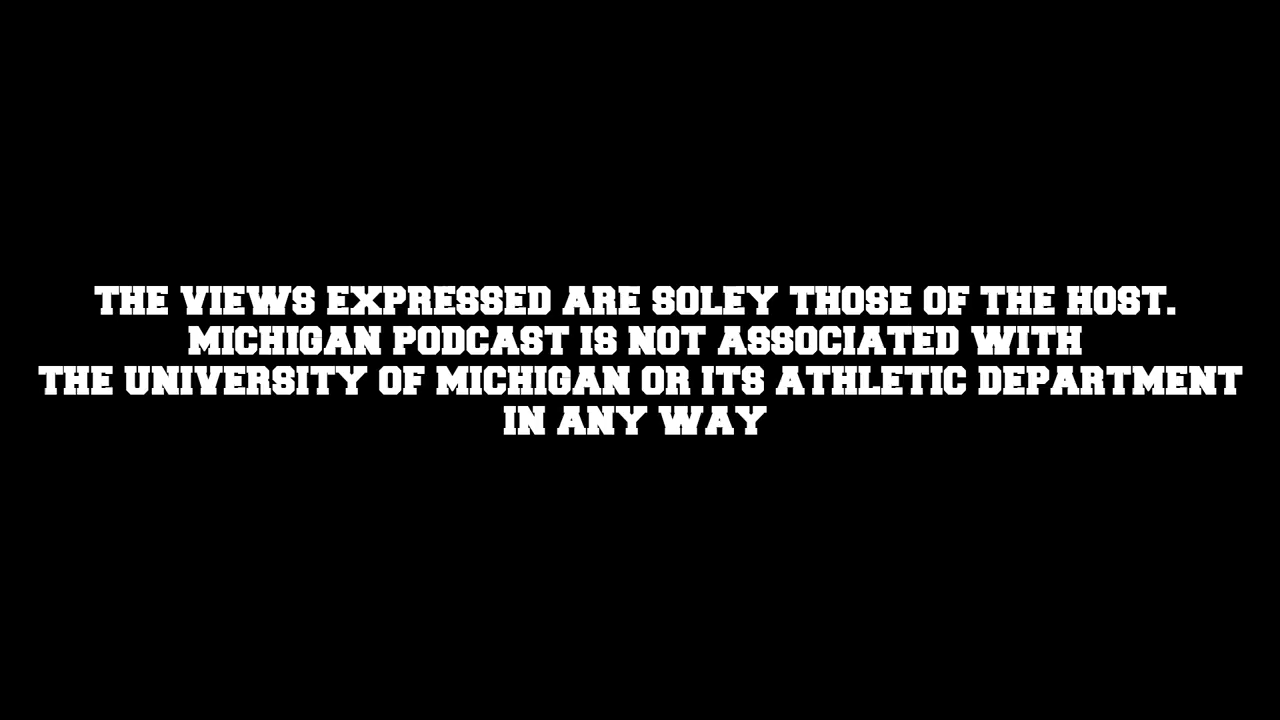 THE VIEWS EXPRESSED ARE SOLEY THOSE OF THE HOST.
MICHIGAN PODCAST IS NOT ASSOCIATED WITH
THE UNIVERSITY OF MICHIGAN OR ITS ATHLETIC DEPARTMENT
IN ANY WAY